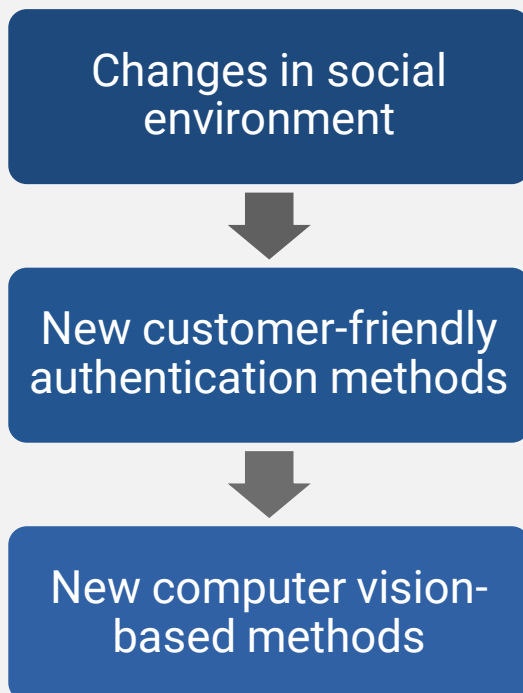 Changes in social
environment
New customer-friendly
authentication methods
New computer vision-
based methods